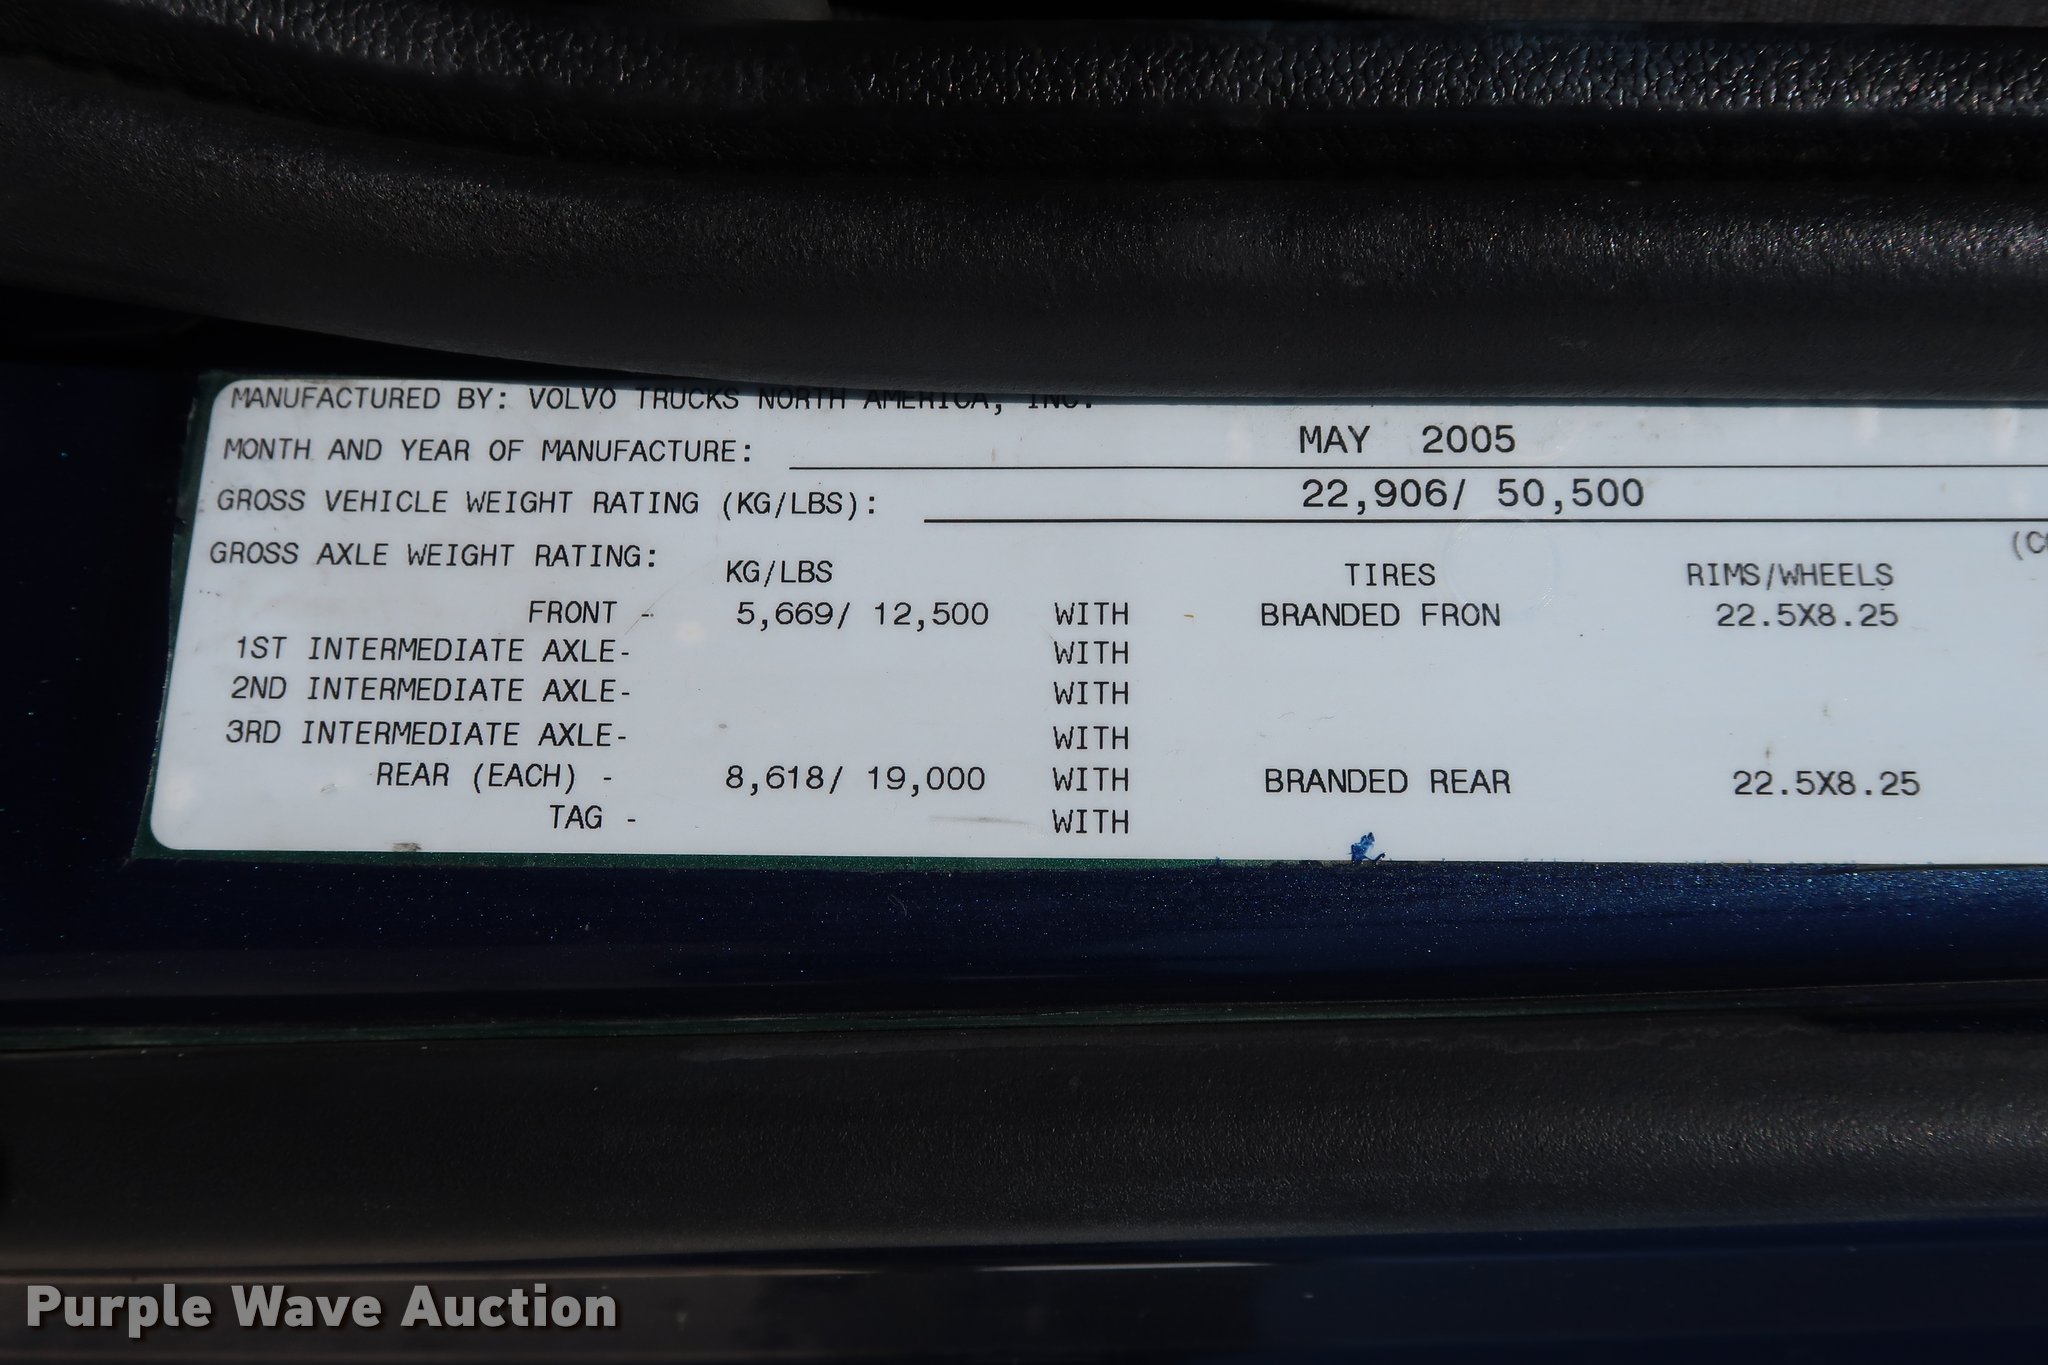 MANUFACTURED BY: VOLVO TRUCKS NORTH AMERICA, INC.
MONTH AND YEAR OF MANUFACTURE: MAY 2005
GROSS VEHICLE WEIGHT RATING (KG/LBS): 22,906/ 50,500
(CO
GROSS AXLE WEIGHT RATING: KG/LBS TIRES RIMS/WHEELS
FRONT - 5,669/ 12,500 WITH BRANDED FRON 22.5X8.25
1ST INTERMEDIATE AXLE- WITH
2ND INTERMEDIATE AXLE- WITH
3RD INTERMEDIATE AXLE- WITH
REAR (EACH) - 8,618/ 19,000 WITH BRANDED REAR 22.5X8.25
TAG - WITH
Purple Wave Auction